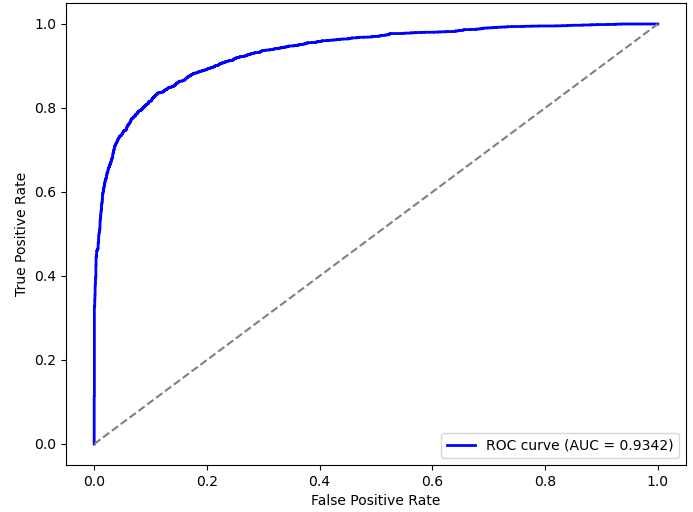 1.0
0.8
0.6
0.4
0.2
0.0
True Positive Rate
0.0 0.2 0.4 0.6 0.8 1.0
False Positive Rate
ROC curve (AUC = 0.9342)